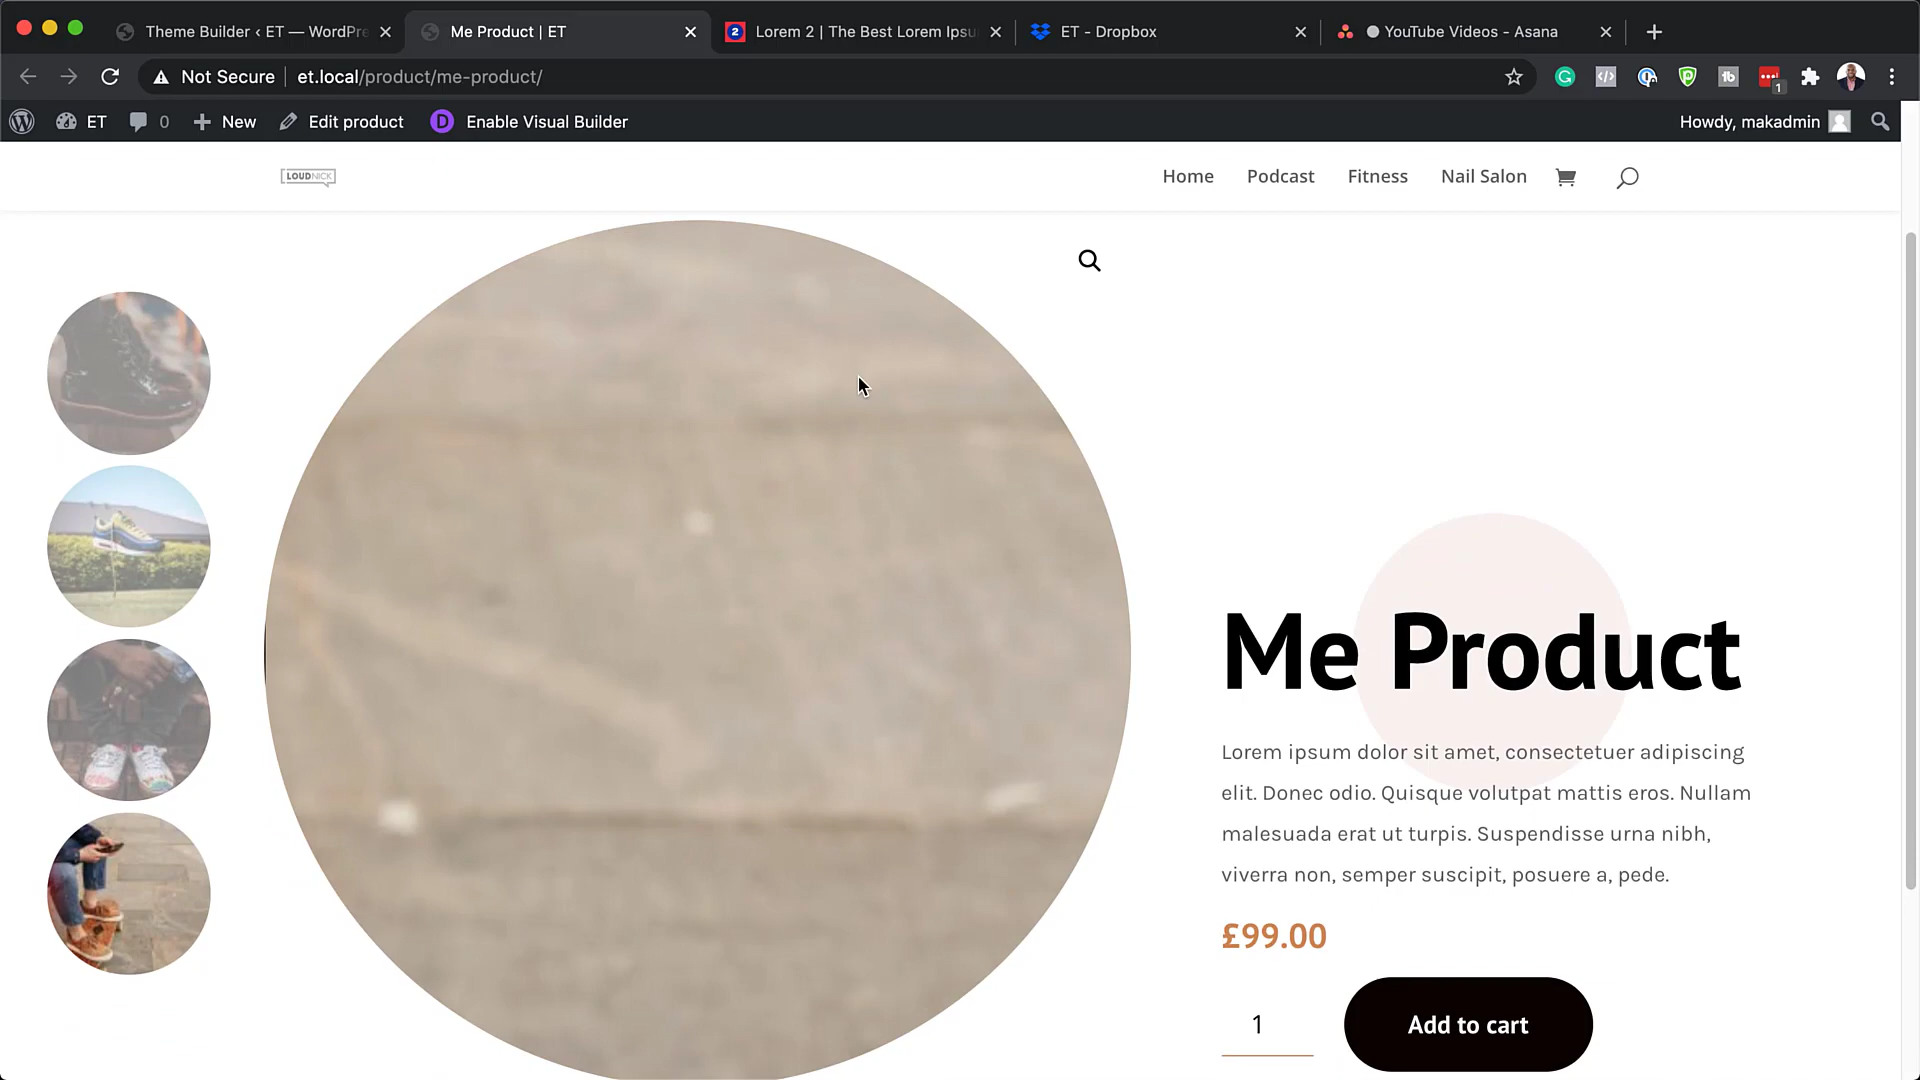 Theme Builder ‹ ET — WordPre
Me Product | ET
2
Lorem 2 | The Best Lorem Ipsu
ET - Dropbox
YouTube Videos - Asana
Not Secure
et.local/product/me-product/
1
ET
0
New
Edit product
D
Enable Visual Builder
Howdy, makadmin
LOUDNICK
Home
Podcast
Fitness
Nail Salon
Me Product
Lorem ipsum dolor sit amet, consectetuer adipiscing
elit. Donec odio. Quisque volutpat mattis eros. Nullam
malesuada erat ut turpis. Suspendisse urna nibh,
viverra non, semper suscipit, posuere a, pede.
£99.00
1
Add to cart